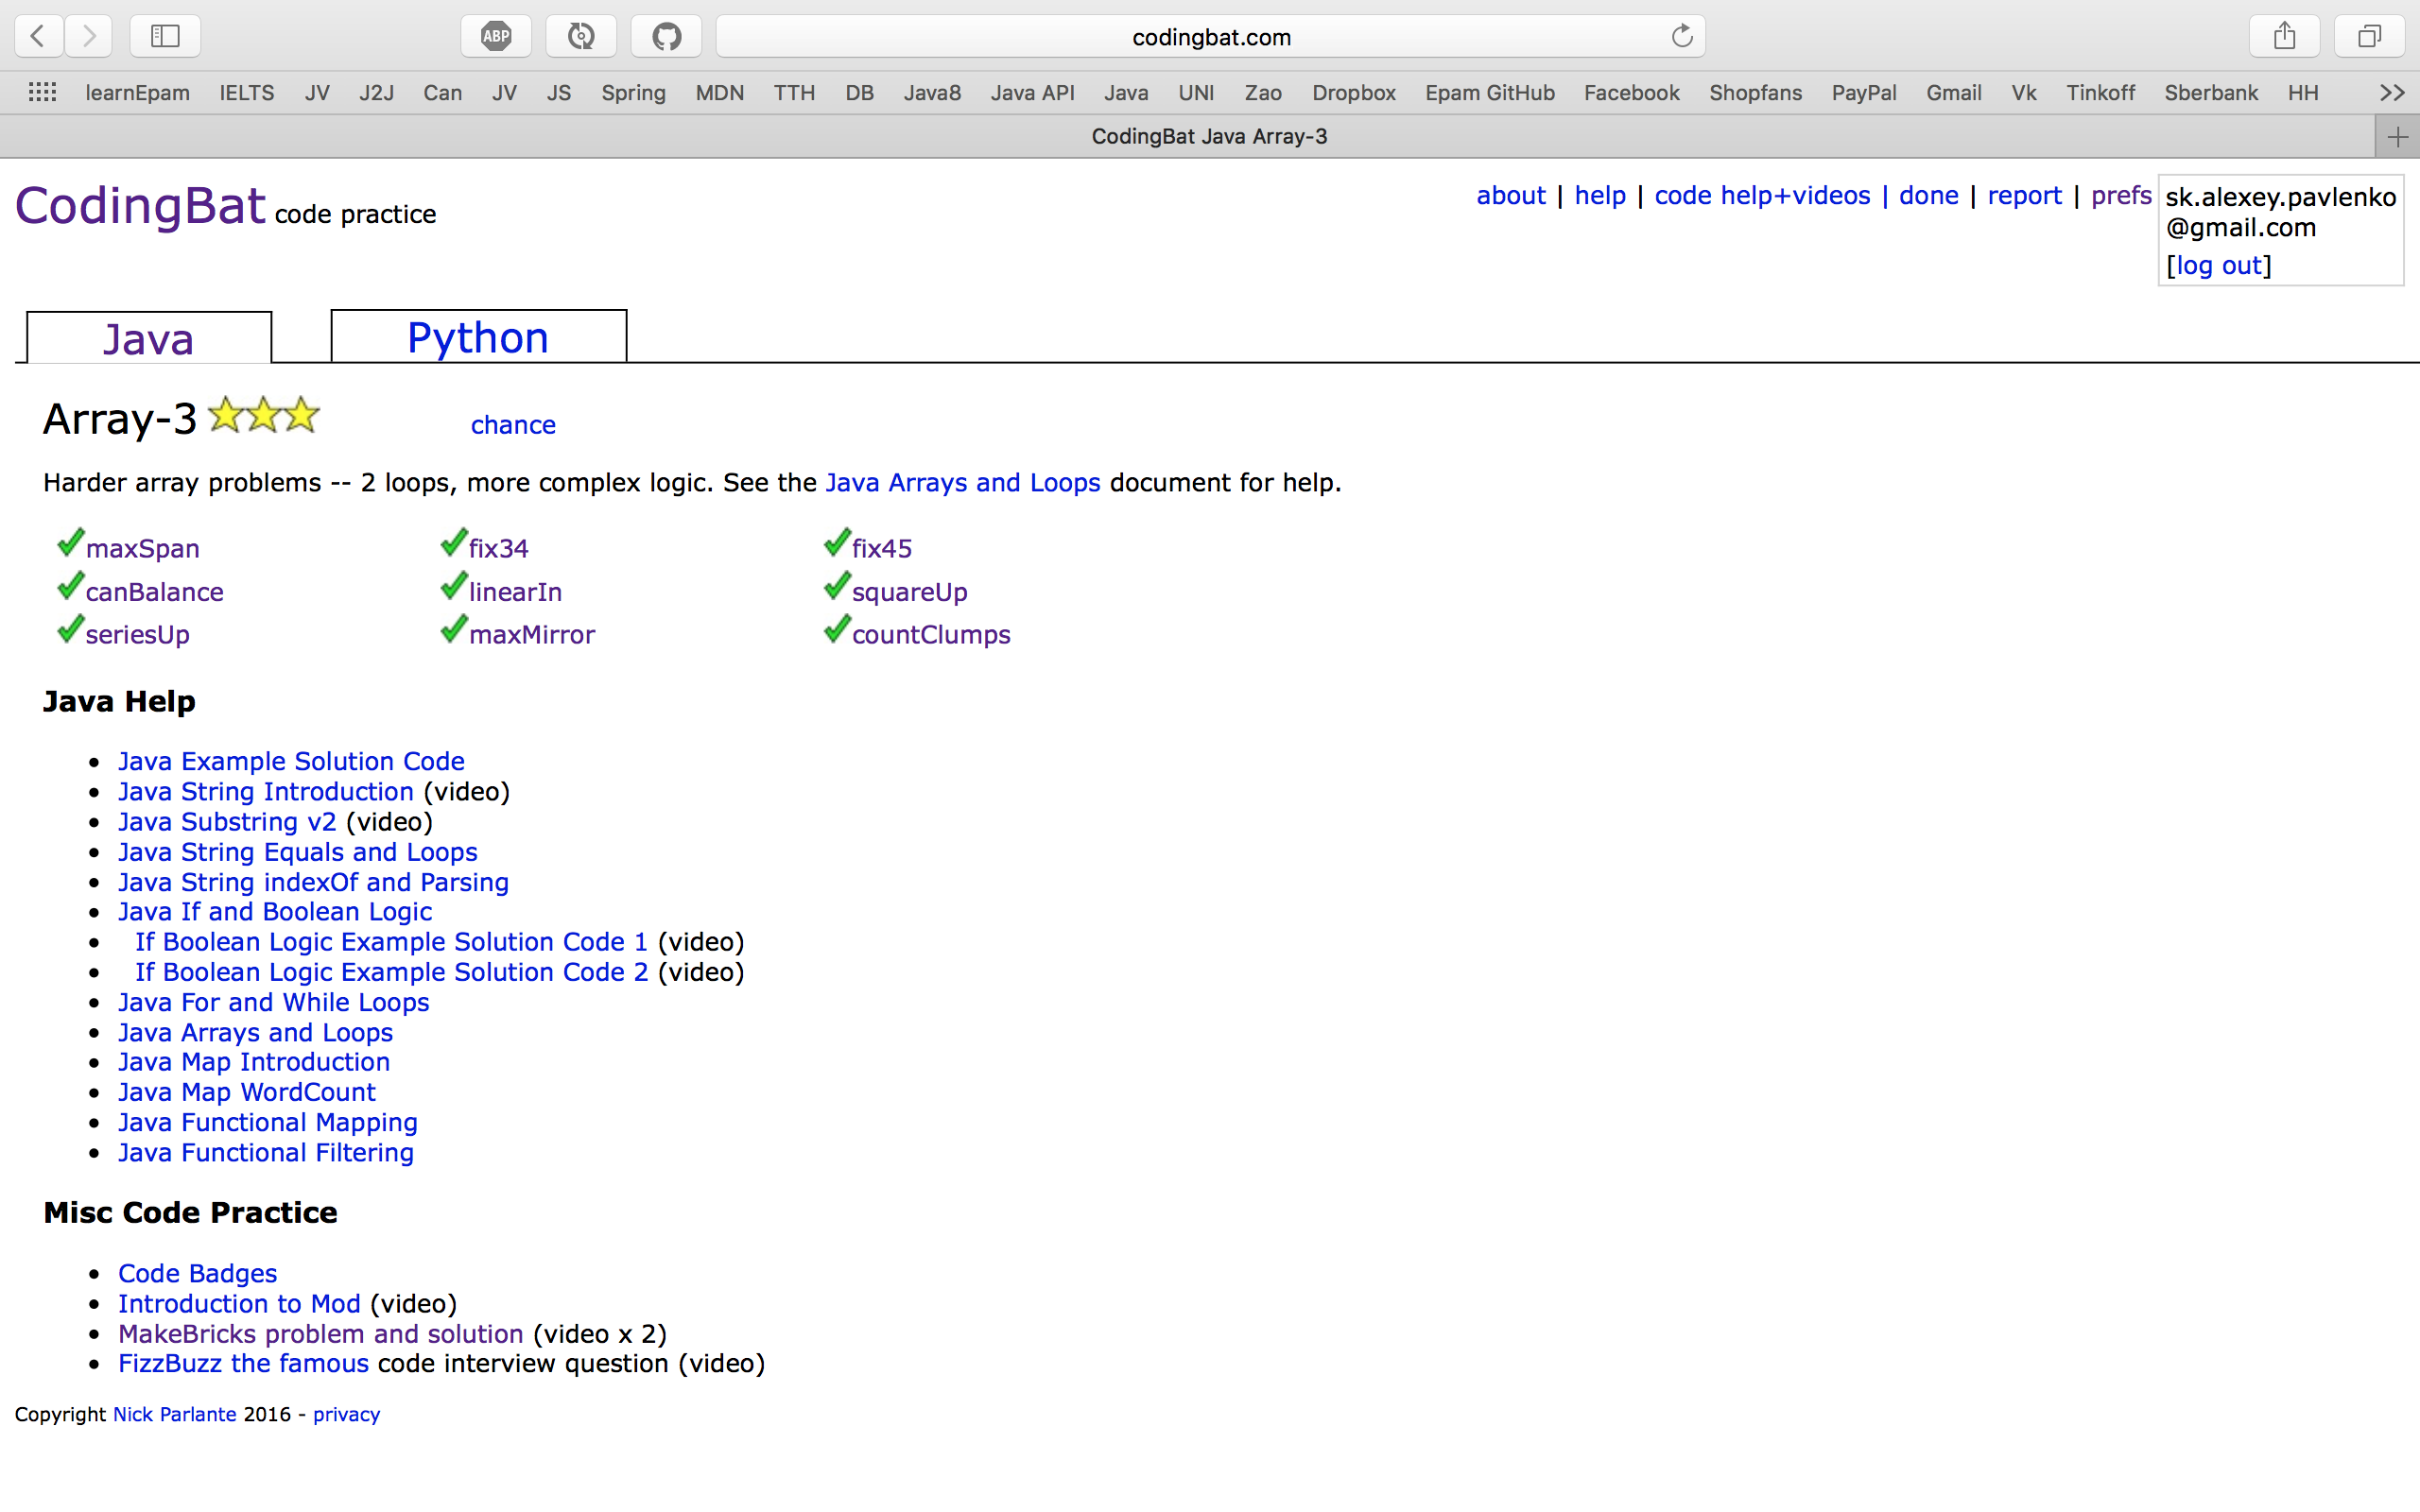 ABP
codingbat.com
learnEpam IELTS JV J2J Can JV JS Spring MDN TTH DB Java8 Java API Java UNI Zao Dropbox Epam GitHub Facebook Shopfans PayPal Gmail Vk Tinkoff Sberbank HH >>
CodingBat Java Array-3
CodingBat code practice
about | help | code help+videos | done | report | prefs
sk.alexey.pavlenko
@gmail.com
[log out]
Java Python
Array-3 chance
Harder array problems -- 2 loops, more complex logic. See the Java Arrays and Loops document for help.
maxSpan fix34 fix45
canBalance linearIn squareUp
seriesUp maxMirror countClumps
Java Help
• Java Example Solution Code
• Java String Introduction (video)
• Java Substring v2 (video)
• Java String Equals and Loops
• Java String indexOf and Parsing
• Java If and Boolean Logic
• If Boolean Logic Example Solution Code 1 (video)
• If Boolean Logic Example Solution Code 2 (video)
• Java For and While Loops
• Java Arrays and Loops
• Java Map Introduction
• Java Map WordCount
• Java Functional Mapping
• Java Functional Filtering
Misc Code Practice
• Code Badges
• Introduction to Mod (video)
• MakeBricks problem and solution (video x 2)
• FizzBuzz the famous code interview question (video)
Copyright Nick Parlante 2016 - privacy